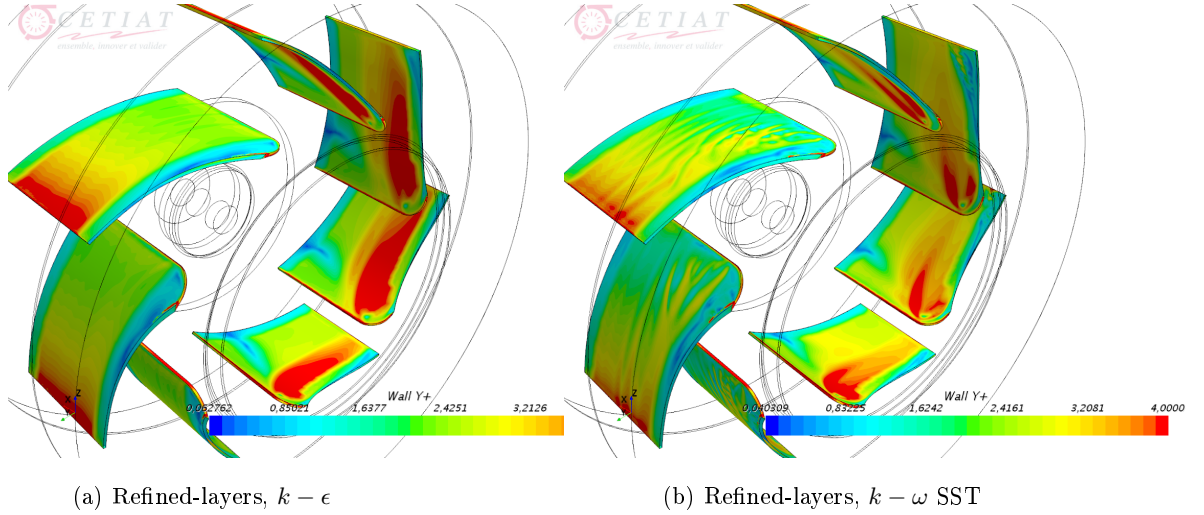 CETIAT
ensemble, innover et valider
CETIAT
ensemble, innover et valider
X Z
Y
Wall Y+
0,052762 0,85021 1,6377 2,4251 3,2126
X Z
Y
Wall Y+
0,040309 0,83225 1,6242 2,4161 3,2081 4,0000
(a) Refined-layers, k − ϵ
(b) Refined-layers, k − ω SST